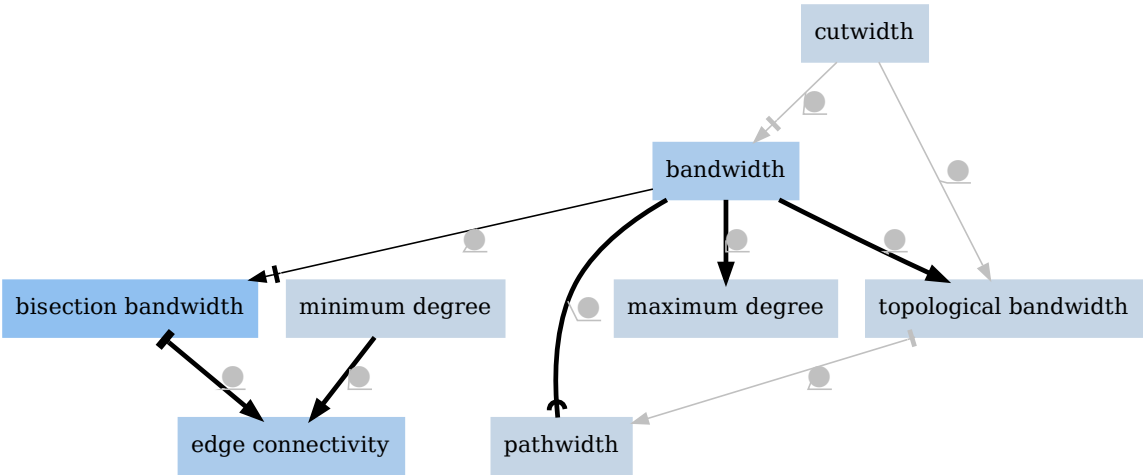 cutwidth
bandwidth
bisection bandwidth
minimum degree
maximum degree
topological bandwidth
edge connectivity
pathwidth